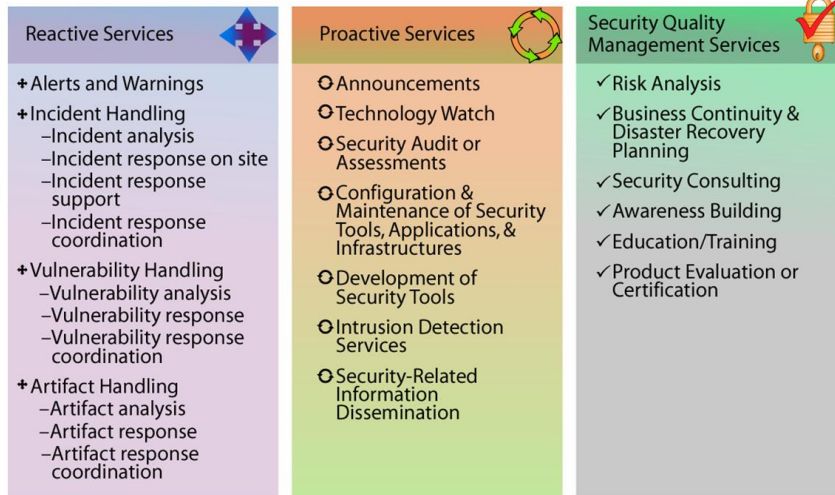 Reactive Services
+Alerts and Warnings
+Incident Handling
–Incident analysis
–Incident response on site
–Incident response
support
–Incident response
coordination
+Vulnerability Handling
–Vulnerability analysis
–Vulnerability response
–Vulnerability response
coordination
+Artifact Handling
–Artifact analysis
–Artifact response
–Artifact response
coordination
Proactive Services
Announcements
Technology Watch
Security Audit or
Assessments
Configuration &
Maintenance of Security
Tools, Applications, &
Infrastructures
Development of
Security Tools
Intrusion Detection
Services
Security-Related
Information
Dissemination
Security Quality
Management Services
✓Risk Analysis
✓Business Continuity &
Disaster Recovery
Planning
✓Security Consulting
✓Awareness Building
✓Education/Training
✓Product Evaluation or
Certification